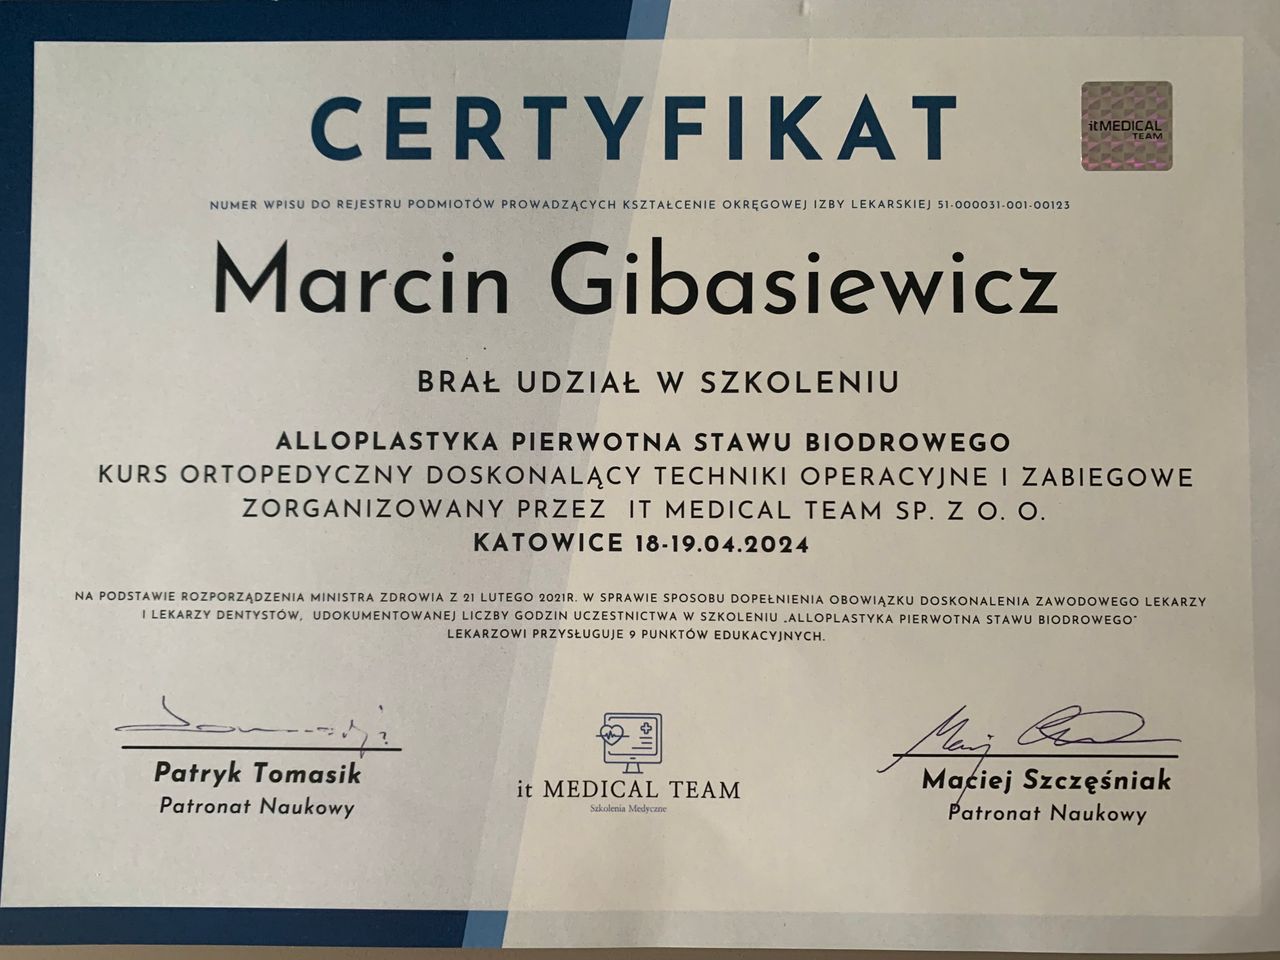 CERTYFIKAT
itMEDICAL
TEAM
NUMER WPISU DO REJESTRU PODMIOTÓW PROWADZĄCYCH KSZTAŁCENIE OKRĘGOWEJ IZBY LEKARSKIEJ 51-000031-001-00123
Marcin Gibasiewicz
BRAŁ UDZIAŁ W SZKOLENIU
ALLOPLASTYKA PIERWOTNA STAWU BIODROWEGO
KURS ORTOPEDYCZNY DOSKONALĄCY TECHNIKI OPERACYJNE I ZABIEGOWE
ZORGANIZOWANY PRZEZ IT MEDICAL TEAM SP. Z O. O.
KATOWICE 18-19.04.2024
NA PODSTAWIE ROZPORZĄDZENIA MINISTRA ZDROWIA Z 21 LUTEGO 2021R. W SPRAWIE SPOSOBU DOPEŁNIENIA OBOWIĄZKU DOSKONALENIA ZAWODOWEGO LEKARZY
I LEKARZY DENTYSTÓW, UDOKUMENTOWANEJ LICZBY GODZIN UCZESTNICTWA W SZKOLENIU „ALLOPLASTYKA PIERWOTNA STAWU BIODROWEGO"
LEKARZOWI PRZYSŁUGUJE 9 PUNKTÓW EDUKACYJNYCH.
Patryk Tomasik
Patronat Naukowy
it MEDICAL TEAM
Szkolenia Medyczne
Maciej Szczęśniak
Patronat Naukowy